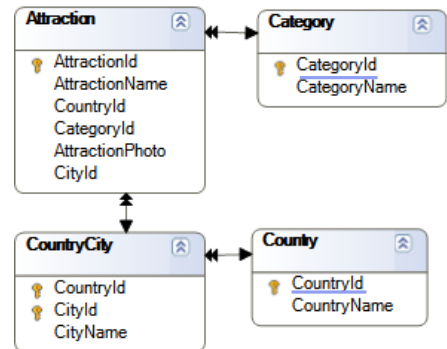 Attraction
AttractionId
AttractionName
CountryId
CategoryId
AttractionPhoto
CityId
Category
CategoryId
CategoryName
CountryCity
CountryId
CityId
CityName
Country
CountryId
CountryName